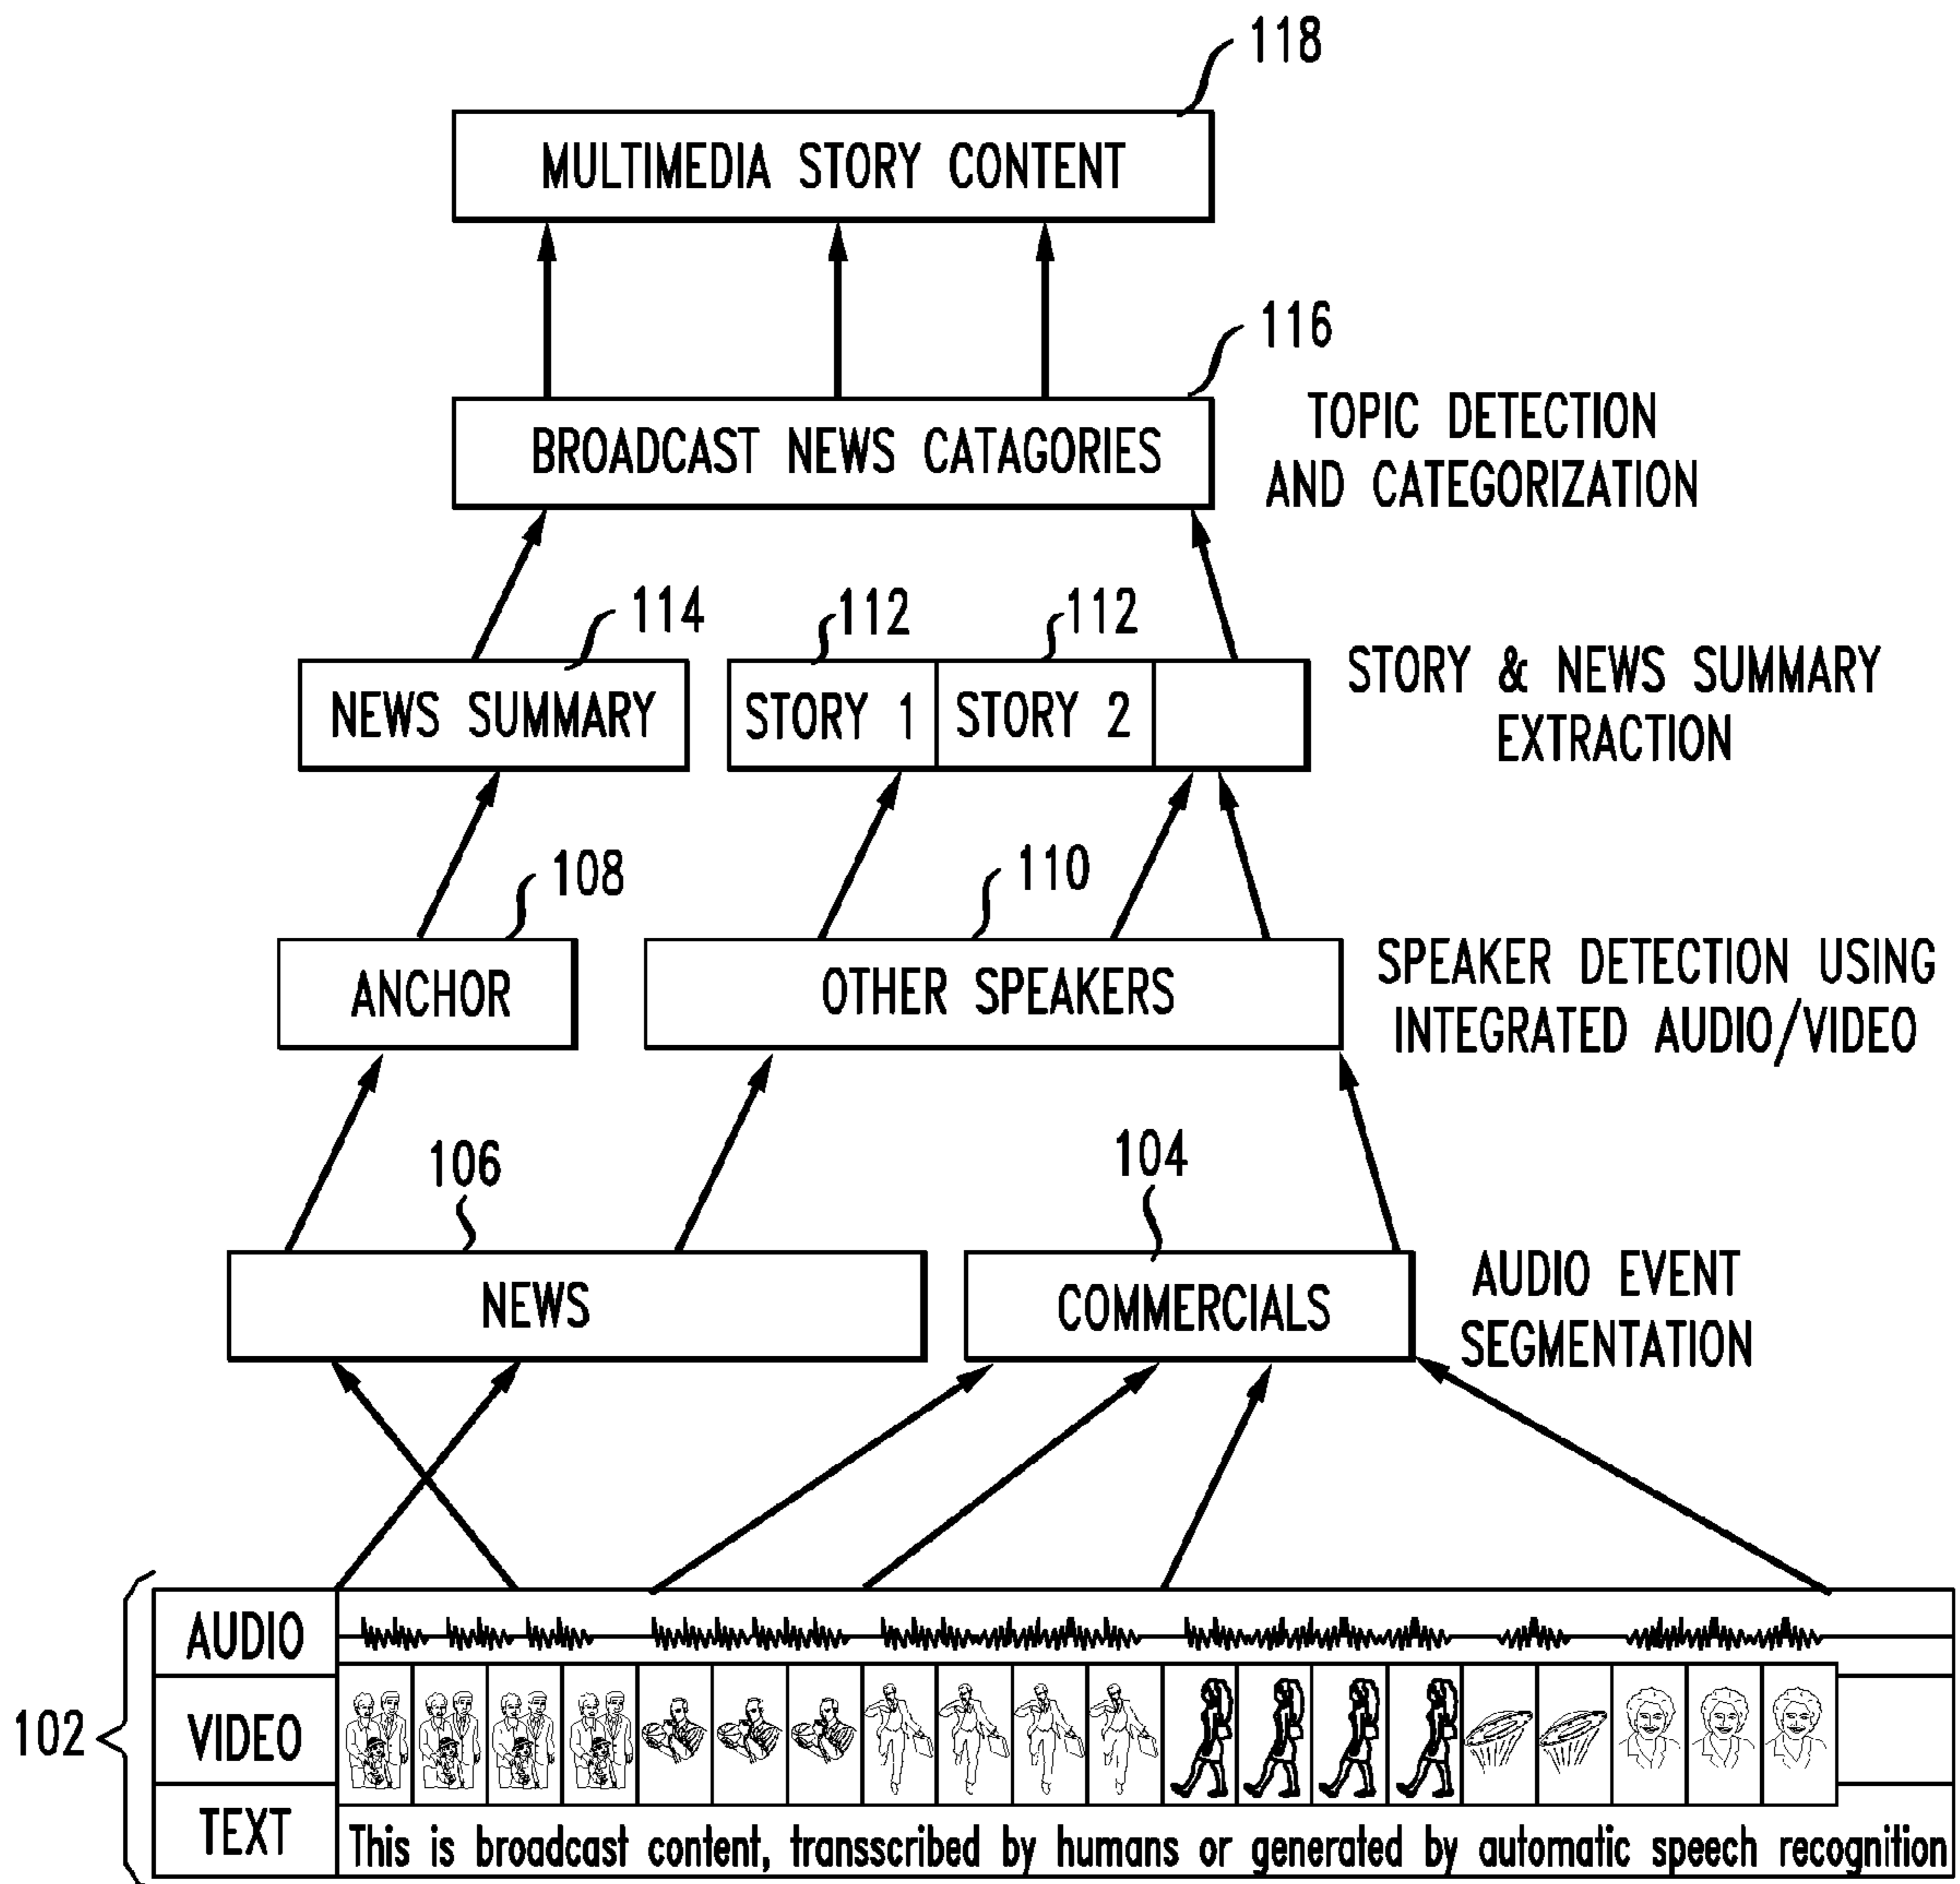 118
MULTIMEDIA STORY CONTENT
116
BROADCAST NEWS CATAGORIES
TOPIC DETECTION
AND CATEGORIZATION
114
112
112
NEWS SUMMARY
STORY 1
STORY 2
STORY & NEWS SUMMARY
EXTRACTION
108
110
ANCHOR
OTHER SPEAKERS
SPEAKER DETECTION USING
INTEGRATED AUDIO/VIDEO
106
104
NEWS
COMMERCIALS
AUDIO EVENT
SEGMENTATION
102
AUDIO
VIDEO
TEXT
This is broadcast content, transscribed by humans or generated by automatic speech recognition